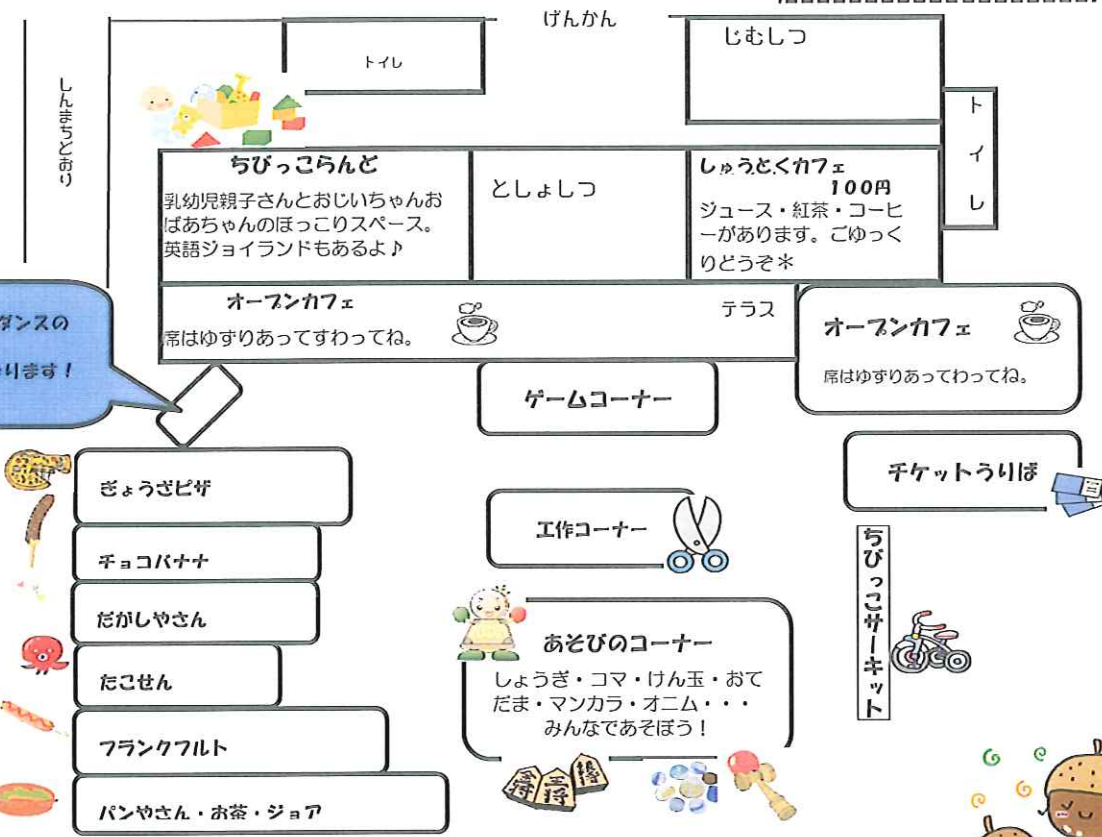 げんかん
トイレ
じむしつ
しんまちとおり
トイレ
ちびっこらんど
乳幼児親子さんとおじいちゃんお
ばあちゃんのほっこりスペース。
英語ジョイランドもあるよ♪
としょしつ
しゅうとくカフェ
100円
ジュース・紅茶・コーヒ
ーがあります。ごゆっく
りどうぞ＊
オープンカフェ
席はゆずりあってすわってね。
テラス
オープンカフェ
席はゆずりあってわってね。
ダンスの
ります！
ゲームコーナー
チケットうりば
ぎょうざピザ
チョコバナナ
だがしやさん
たこせん
フランクフルト
パンやさん・お茶・ジョア
工作コーナー
あそびのコーナー
しょうぎ・コマ・けん玉・おて
だま・マンカラ・オニム・・・
みんなであそぼう！
ちびっこサーキット
王将